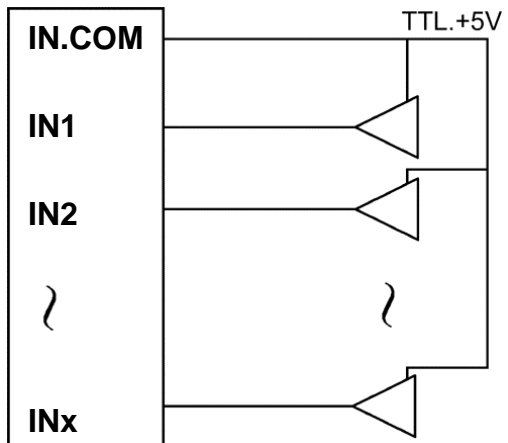 TTL.+5V
IN.COM
IN1
IN2
~
~
INx